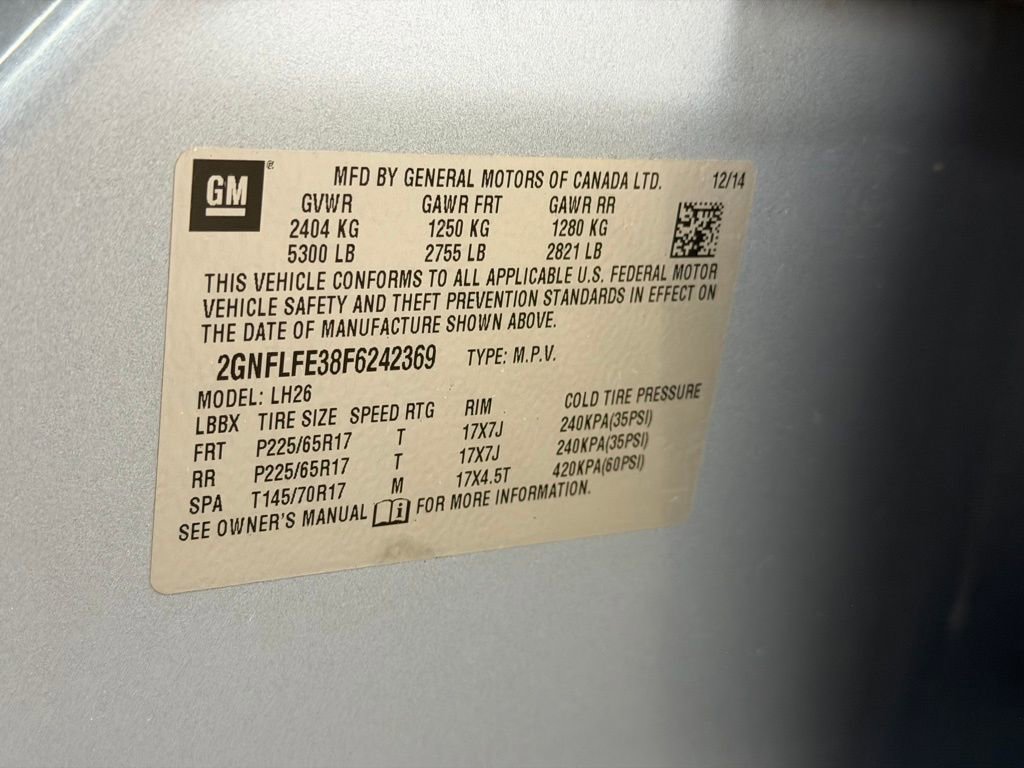 GM ®
MFD BY GENERAL MOTORS OF CANADA LTD. 12/14
GVWR GAWR FRT GAWR RR
2404 KG 1250 KG 1280 KG
5300 LB 2755 LB 2821 LB
THIS VEHICLE CONFORMS TO ALL APPLICABLE U.S. FEDERAL MOTOR
VEHICLE SAFETY AND THEFT PREVENTION STANDARDS IN EFFECT ON
THE DATE OF MANUFACTURE SHOWN ABOVE.
2GNFLFE38F6242369 TYPE: M.P.V.
MODEL: LH26
LBBX TIRE SIZE SPEED RTG RIM COLD TIRE PRESSURE
FRT P225/65R17 T 17X7J 240KPA(35PSI)
RR P225/65R17 T 17X7J 240KPA(35PSI)
SPA T145/70R17 M 17X4.5T 420KPA(60PSI)
SEE OWNER'S MANUAL i FOR MORE INFORMATION.